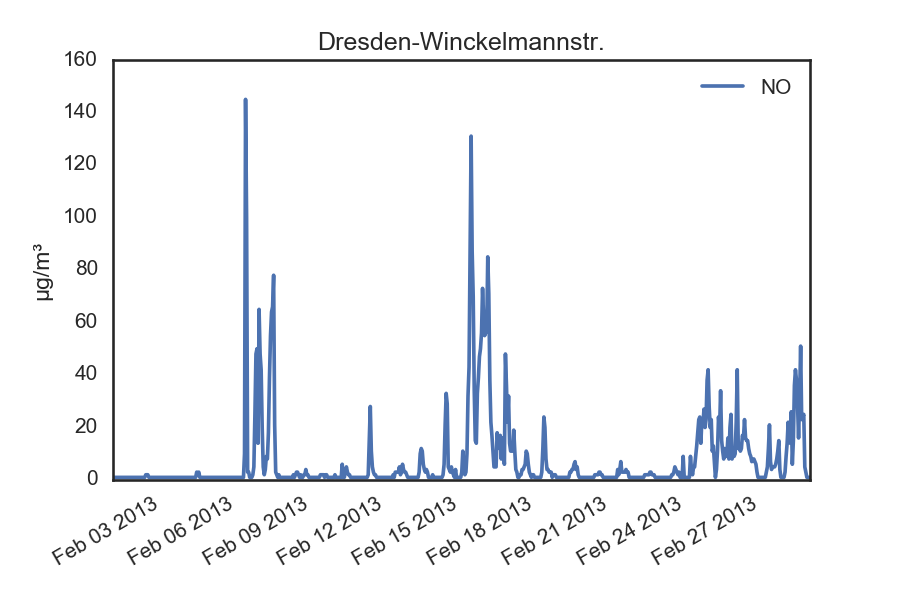 Dresden-Winckelmannstr.
NO
µg/m³
160
140
120
100
80
60
40
20
0
Feb 03 2013
Feb 06 2013
Feb 09 2013
Feb 12 2013
Feb 15 2013
Feb 18 2013
Feb 21 2013
Feb 24 2013
Feb 27 2013